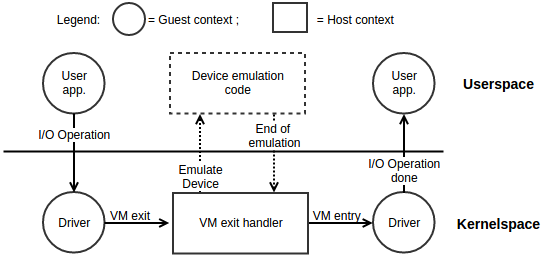 Legend:
= Guest context ;
= Host context
User
app.
Device emulation
code
User
app.
Userspace
I/O Operation
End of
emulation
Emulate
Device
I/O Operation
done
Driver
VM exit
VM exit handler
VM entry
Driver
Kernelspace